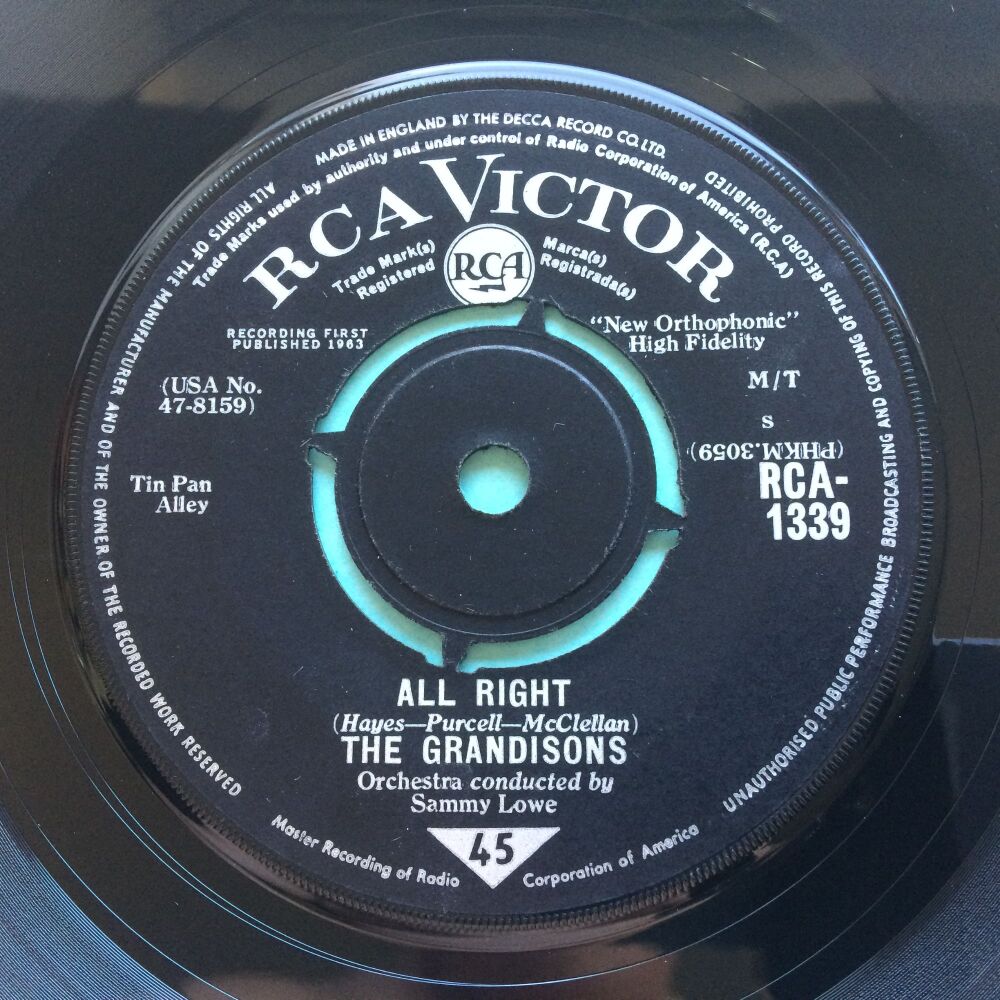 MADE IN ENGLAND BY THE DECCA RECORD CO. LTD.
ALL RIGHTS OF THE MANUFACTURER AND OF THE OWNER OF THE RECORDED WORK RESERVED
UNAUTHORISED PUBLIC PERFORMANCE BROADCASTING AND COPYING OF THIS RECORD PROHIBITED
Trade Marks used by authority and under control of Radio Corporation of America (R.C.A)
RCA VICTOR
Trade Mark(s)
Registered
RCA
Marca(s)
Registrada(s)
RECORDING FIRST
PUBLISHED 1963
"New Orthophonic"
High Fidelity
(USA No.
47-8159)
M/T
S
(PHKM.3059)
RCA-
1339
Tin Pan
Alley
ALL RIGHT
(Hayes—Purcell—McClellan)
THE GRANDISONS
Orchestra conducted by
Sammy Lowe
45
Master Recording of Radio Corporation of America